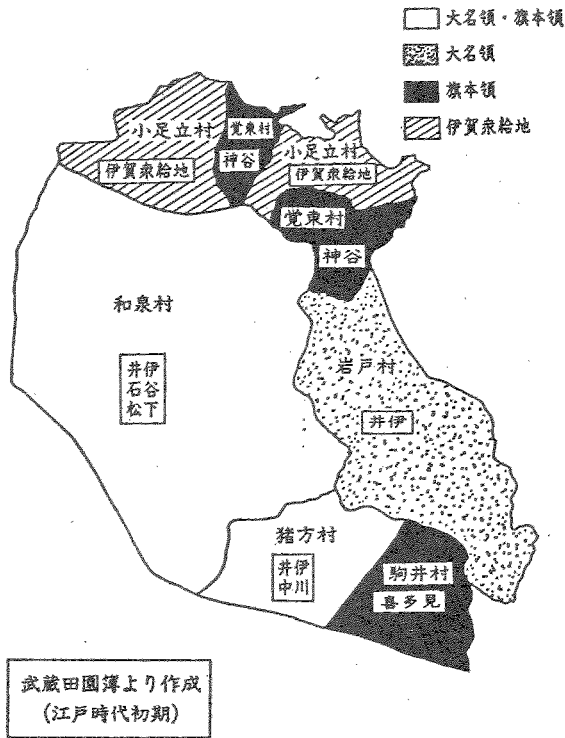 大名領・旗本領
大名領
旗本領
伊賀衆給地
小足立村
伊賀衆給地
覚東村
神谷
小足立村
伊賀衆給地
覚東村
神谷
和泉村
井伊
石谷
松下
岩戸村
井伊
猪方村
井伊
中川
駒井村
喜多見
武蔵田園簿より作成
(江戸時代初期)